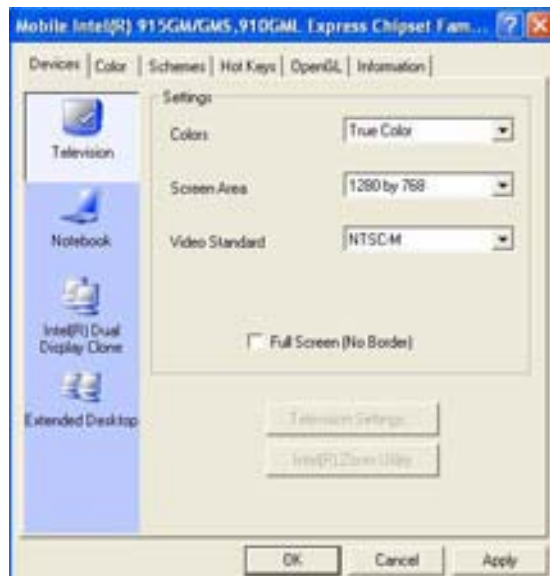 Mobile Intel(R) 915GM/GMS,910GML Express Chipset Fam...
Devices
Color
Schemes
Hot Keys
OpenGL
Information
Television
Notebook
Intel(R) Dual
Display Clone
Extended Desktop
Settings
Colors
True Color
Screen Area
1280 by 768
Video Standard
NTSC-M
Full Screen (No Border)
Television Settings
Intel(R) Zoom Utility
OK
Cancel
Apply